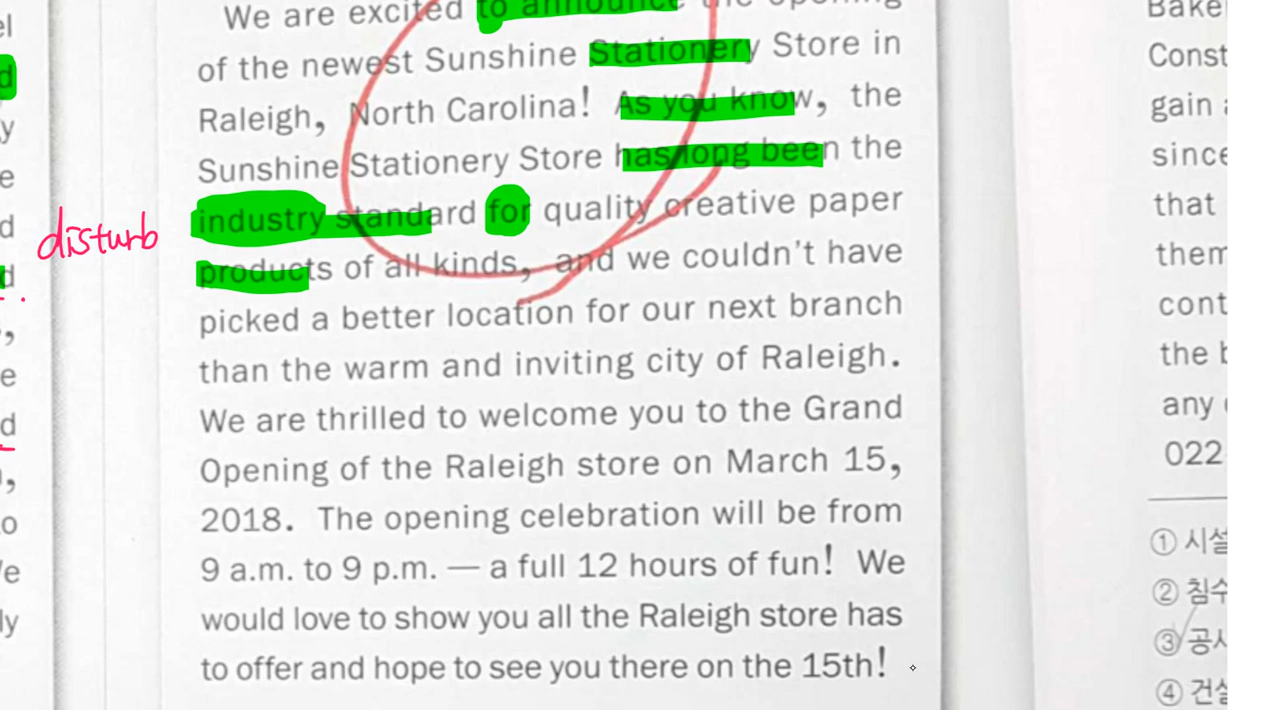 We are excited to announce the opening
of the newest Sunshine Stationery Store in
Raleigh, North Carolina! As you know, the
Sunshine Stationery Store has long been the
industry standard for quality creative paper
products of all kinds, and we couldn't have
picked a better location for our next branch
than the warm and inviting city of Raleigh.
We are thrilled to welcome you to the Grand
Opening of the Raleigh store on March 15,
2018. The opening celebration will be from
9 a.m. to 9 p.m. — a full 12 hours of fun! We
would love to show you all the Raleigh store has
to offer and hope to see you there on the 15th!
disturb
Const
gain
since
that
them
cont
the b
any
022
① 시설
② 침수
③ 공사
④ 건설